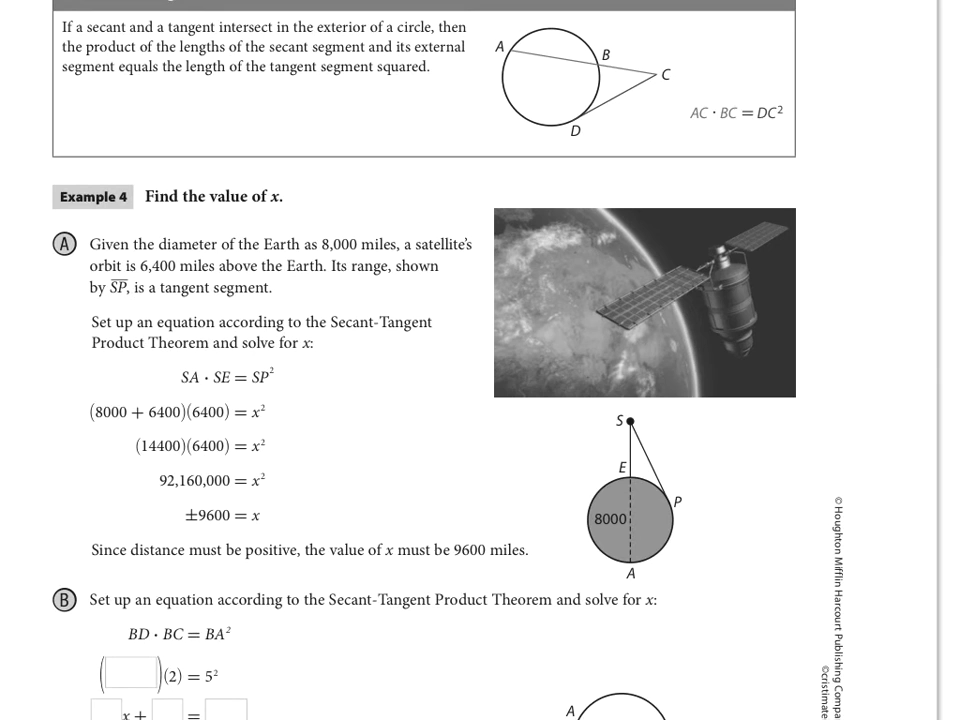 If a secant and a tangent intersect in the exterior of a circle, then
the product of the lengths of the secant segment and its external
segment equals the length of the tangent segment squared.
A
B
C
D
AC · BC = DC²
Example 4 Find the value of x.
A Given the diameter of the Earth as 8,000 miles, a satellite's
orbit is 6,400 miles above the Earth. Its range, shown
by S̅P̅, is a tangent segment.
Set up an equation according to the Secant-Tangent
Product Theorem and solve for x:
SA · SE = SP²
(8000 + 6400)(6400) = x²
(14400)(6400) = x²
92,160,000 = x²
±9600 = x
Since distance must be positive, the value of x must be 9600 miles.
S
E
P
8000
A
B Set up an equation according to the Secant-Tangent Product Theorem and solve for x:
BD · BC = BA²
( )(2) = 5²
x + =
A
© Houghton Mifflin Harcourt Publishing Compa
©cristimate